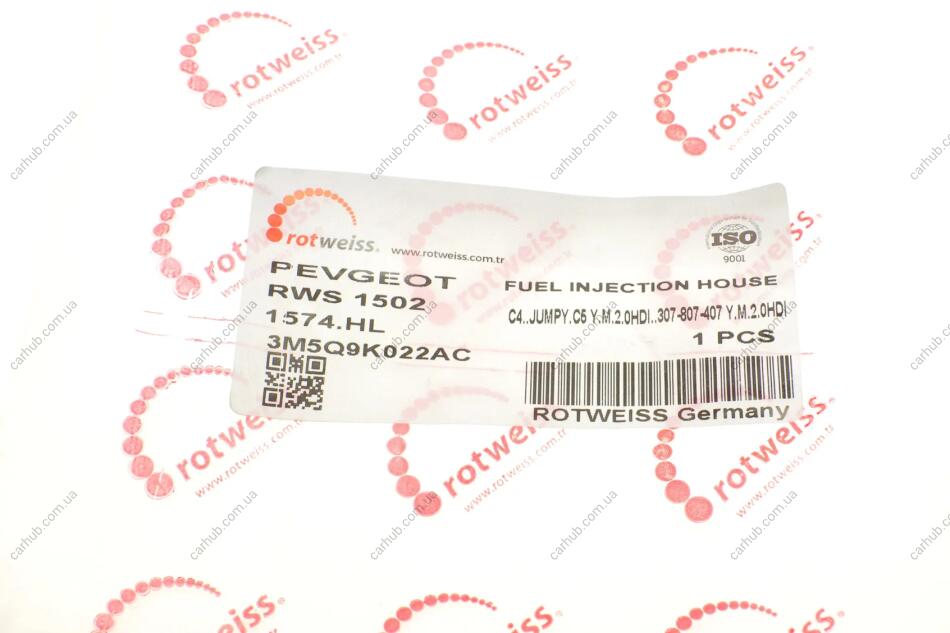 rotweiss.
www.rotweiss.com.tr
PEVGEOT
RWS 1502
1574.HL
3M5Q9K022AC
ISO
9001
FUEL INJECTION HOUSE
C4..JUMPY.C5 Y.M.2.0HDI..307-807-407 Y.M.2.0HDI
1 PCS
ROTWEISS Germany
rotweiss.
www.rotweiss.com.tr
carhub.com.ua